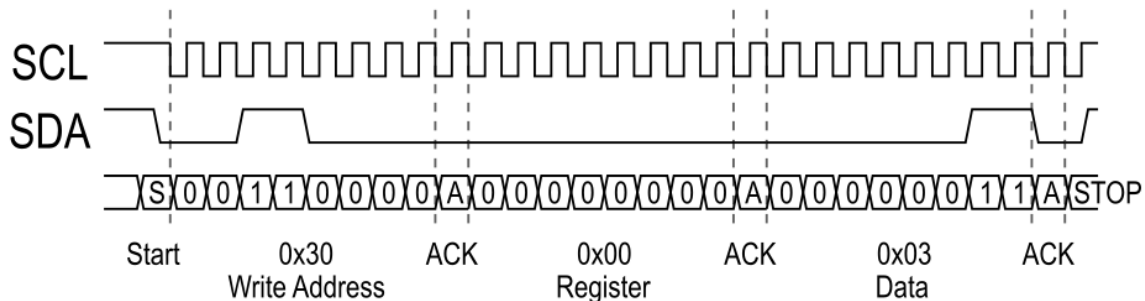 SCL
SDA
S 0 0 1 1 0 0 0 0 A 0 0 0 0 0 0 0 0 A 0 0 0 0 0 0 1 1 A STOP
Start 0x30 ACK 0x00 ACK 0x03 ACK
Write Address Register Data